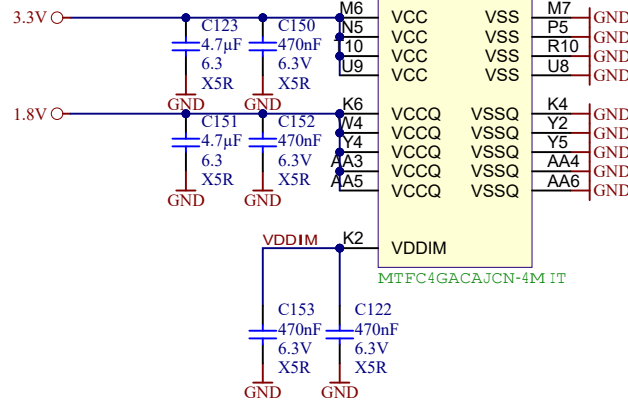 3.3V
C123
4.7µF
6.3
X5R
GND
C150
470nF
6.3V
X5R
GND
M6 VCC VSS M7 GND
N5 VCC VSS P5 GND
T10 VCC VSS R10 GND
U9 VCC VSS U8 GND
1.8V
C151
4.7µF
6.3
X5R
GND
C152
470nF
6.3V
X5R
GND
K6 VCCQ VSSQ K4 GND
W4 VCCQ VSSQ Y2 GND
Y4 VCCQ VSSQ Y5 GND
AA3 VCCQ VSSQ AA4 GND
AA5 VCCQ VSSQ AA6 GND
VDDIM K2 VDDIM
MTFC4GACAJCN-4M IT
C153
470nF
6.3V
X5R
GND
C122
470nF
6.3V
X5R
GND